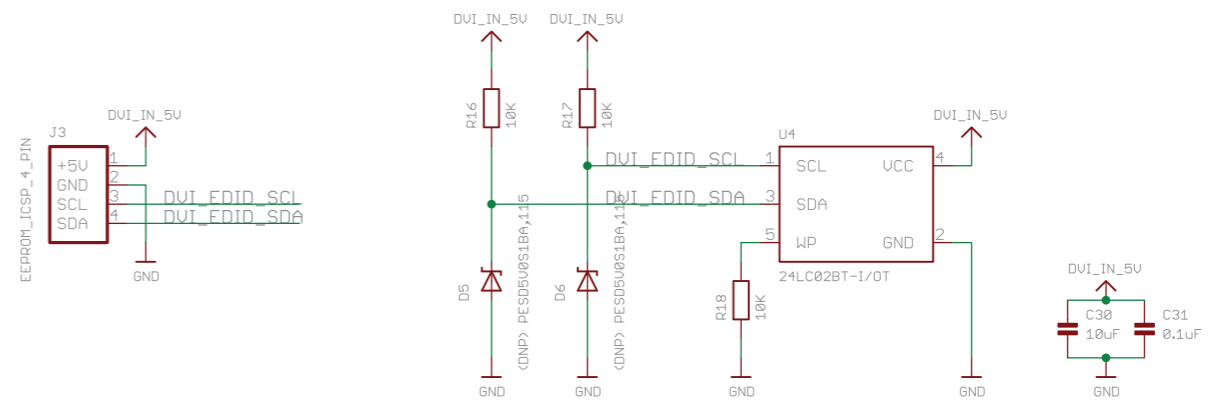 DVI_IN_5V
DVI_IN_5V
R16
10K
R17
10K
DVI_IN_5V
J3
EEPROM_ICSP_4_PIN
+5V
1
GND
2
SCL
3
DVI_EDID_SCL
SDA
4
DVI_EDID_SDA
GND
DVI_EDID_SCL
DVI_EDID_SDA
U4
DVI_IN_5V
1
SCL
VCC
4
3
SDA
5
WP
GND
2
24LC02BT-I/OT
D5
(DNP) PESD5V0S1BA,115
D6
(DNP) PESD5V0S1BA,115
R18
10K
GND
GND
GND
GND
DVI_IN_5V
C30
10uF
C31
0.1uF
GND